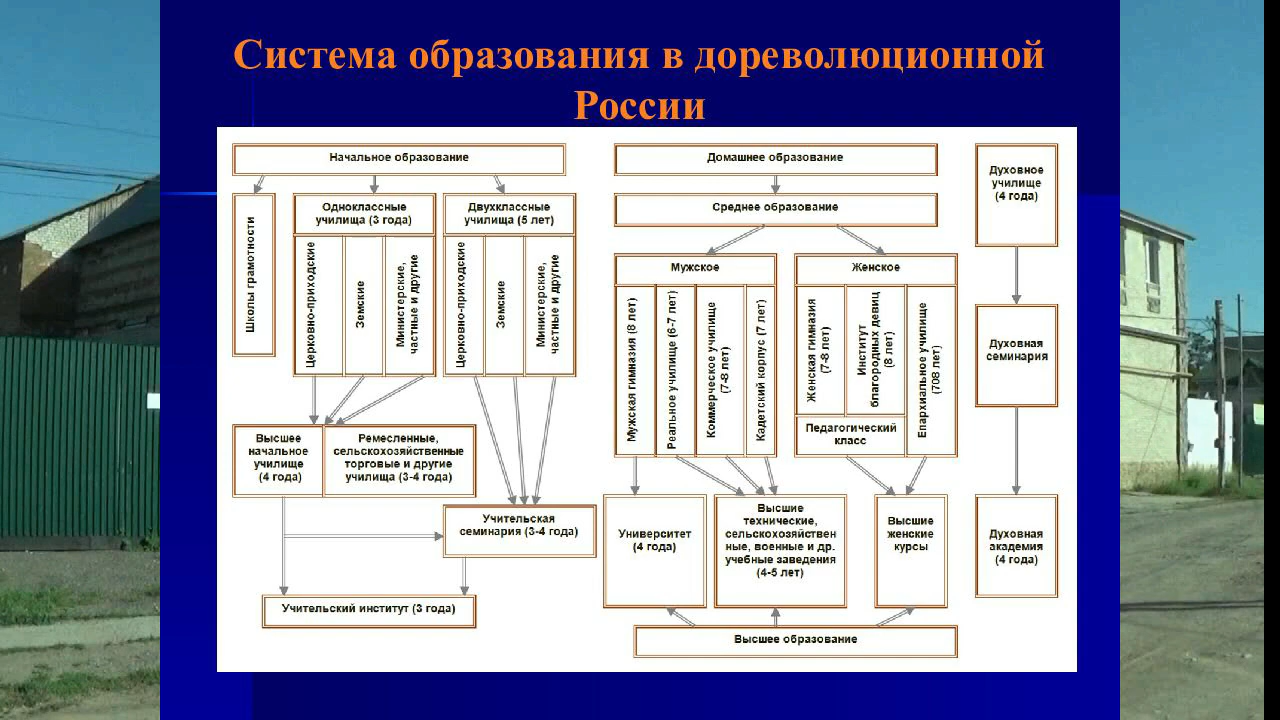 Система образования в дореволюционной
России
Начальное образование
Школы грамотности
Одноклассные
училища (3 года)
Церковно-приходские
Земские
Министерские,
частные и другие
Двухклассные
училища (5 лет)
Церковно-приходские
Земские
Министерские,
частные и другие
Высшее
начальное
училище
(4 года)
Ремесленные,
сельскохозяйственные
торговые и другие
училища (3-4 года)
Учительская
семинария (3-4 года)
Учительский институт (3 года)
Домашнее образование
Среднее образование
Мужское
Мужская гимназия (8 лет)
Реальное училище (6-7 лет)
Коммерческое училище
(7-8 лет)
Кадетский корпус (7 лет)
Женское
Женская гимназия
(7-8 лет)
Институт
благородных девиц
(8 лет)
Епархиальное училище
(708 лет)
Педагогический
класс
Университет
(4 года)
Высшие
технические,
сельскохозяйствен
ные, военные и др.
учебные заведения
(4-5 лет)
Высшие
женские
курсы
Высшее образование
Духовное
училище
(4 года)
Духовная
семинария
Духовная
академия
(4 года)